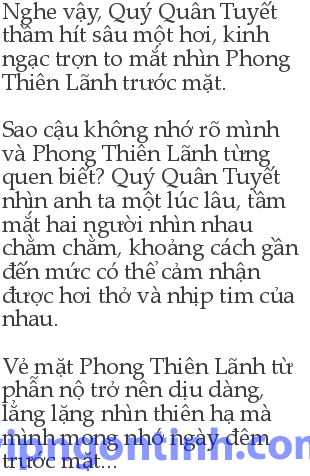 Nghe vậy, Quý Quân Tuyết
thầm hít sâu một hơi, kinh
ngạc trợn to mắt nhìn Phong
Thiên Lãnh trước mặt.
Sao cậu không nhớ rõ mình
và Phong Thiên Lãnh từng
quen biết? Quý Quân Tuyết
nhìn anh ta một lúc lâu, tầm
mắt hai người nhìn nhau
chằm chằm, khoảng cách gần
đến mức có thể cảm nhận
được hơi thở và nhịp tim của
nhau.
Vẻ mặt Phong Thiên Lãnh từ
phẫn nộ trở nên dịu dàng,
lẳng lặng nhìn thiên hạ mà
mình mong nhớ ngày đêm
trước mặt...
vipngontinh.com